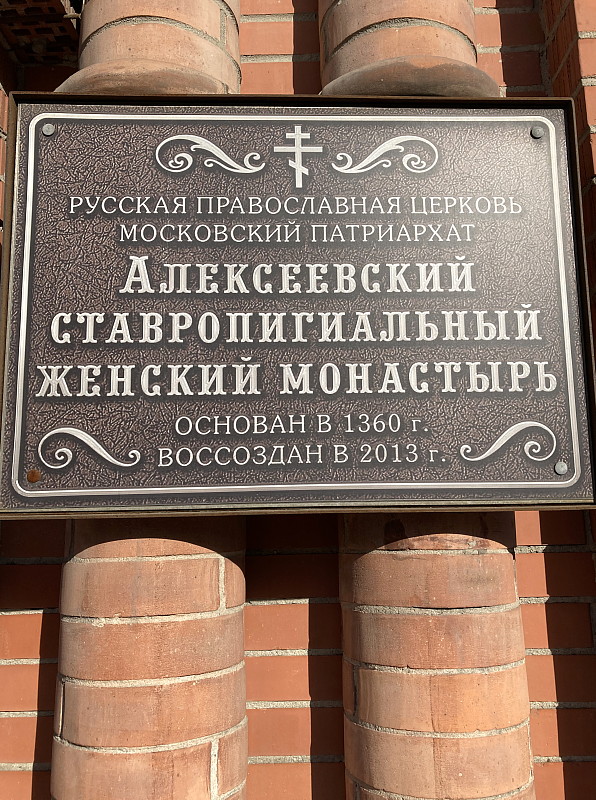 РУССКАЯ ПРАВОСЛАВНАЯ ЦЕРКОВЬ
МОСКОВСКИЙ ПАТРИАРХАТ
АЛЕКСЕЕВСКИЙ
СТАВРОПИГИАЛЬНЫЙ
ЖЕНСКИЙ МОНАСТЫРЬ
ОСНОВАН В 1360 г.
ВОССОЗДАН В 2013 г.